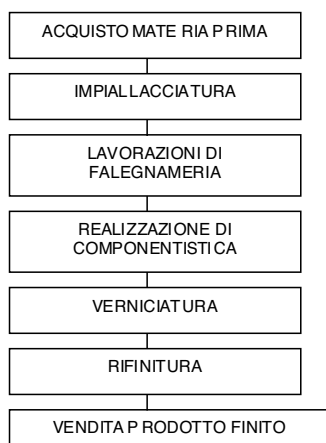 ACQUISTO MATERIA PRIMA
IMPIALLACCIATURA
LAVORAZIONI DI
FALEGNAMERIA
REALIZZAZIONE DI
COMPONENTISTICA
VERNICIATURA
RIFINITURA
VENDITA PRODOTTO FINITO